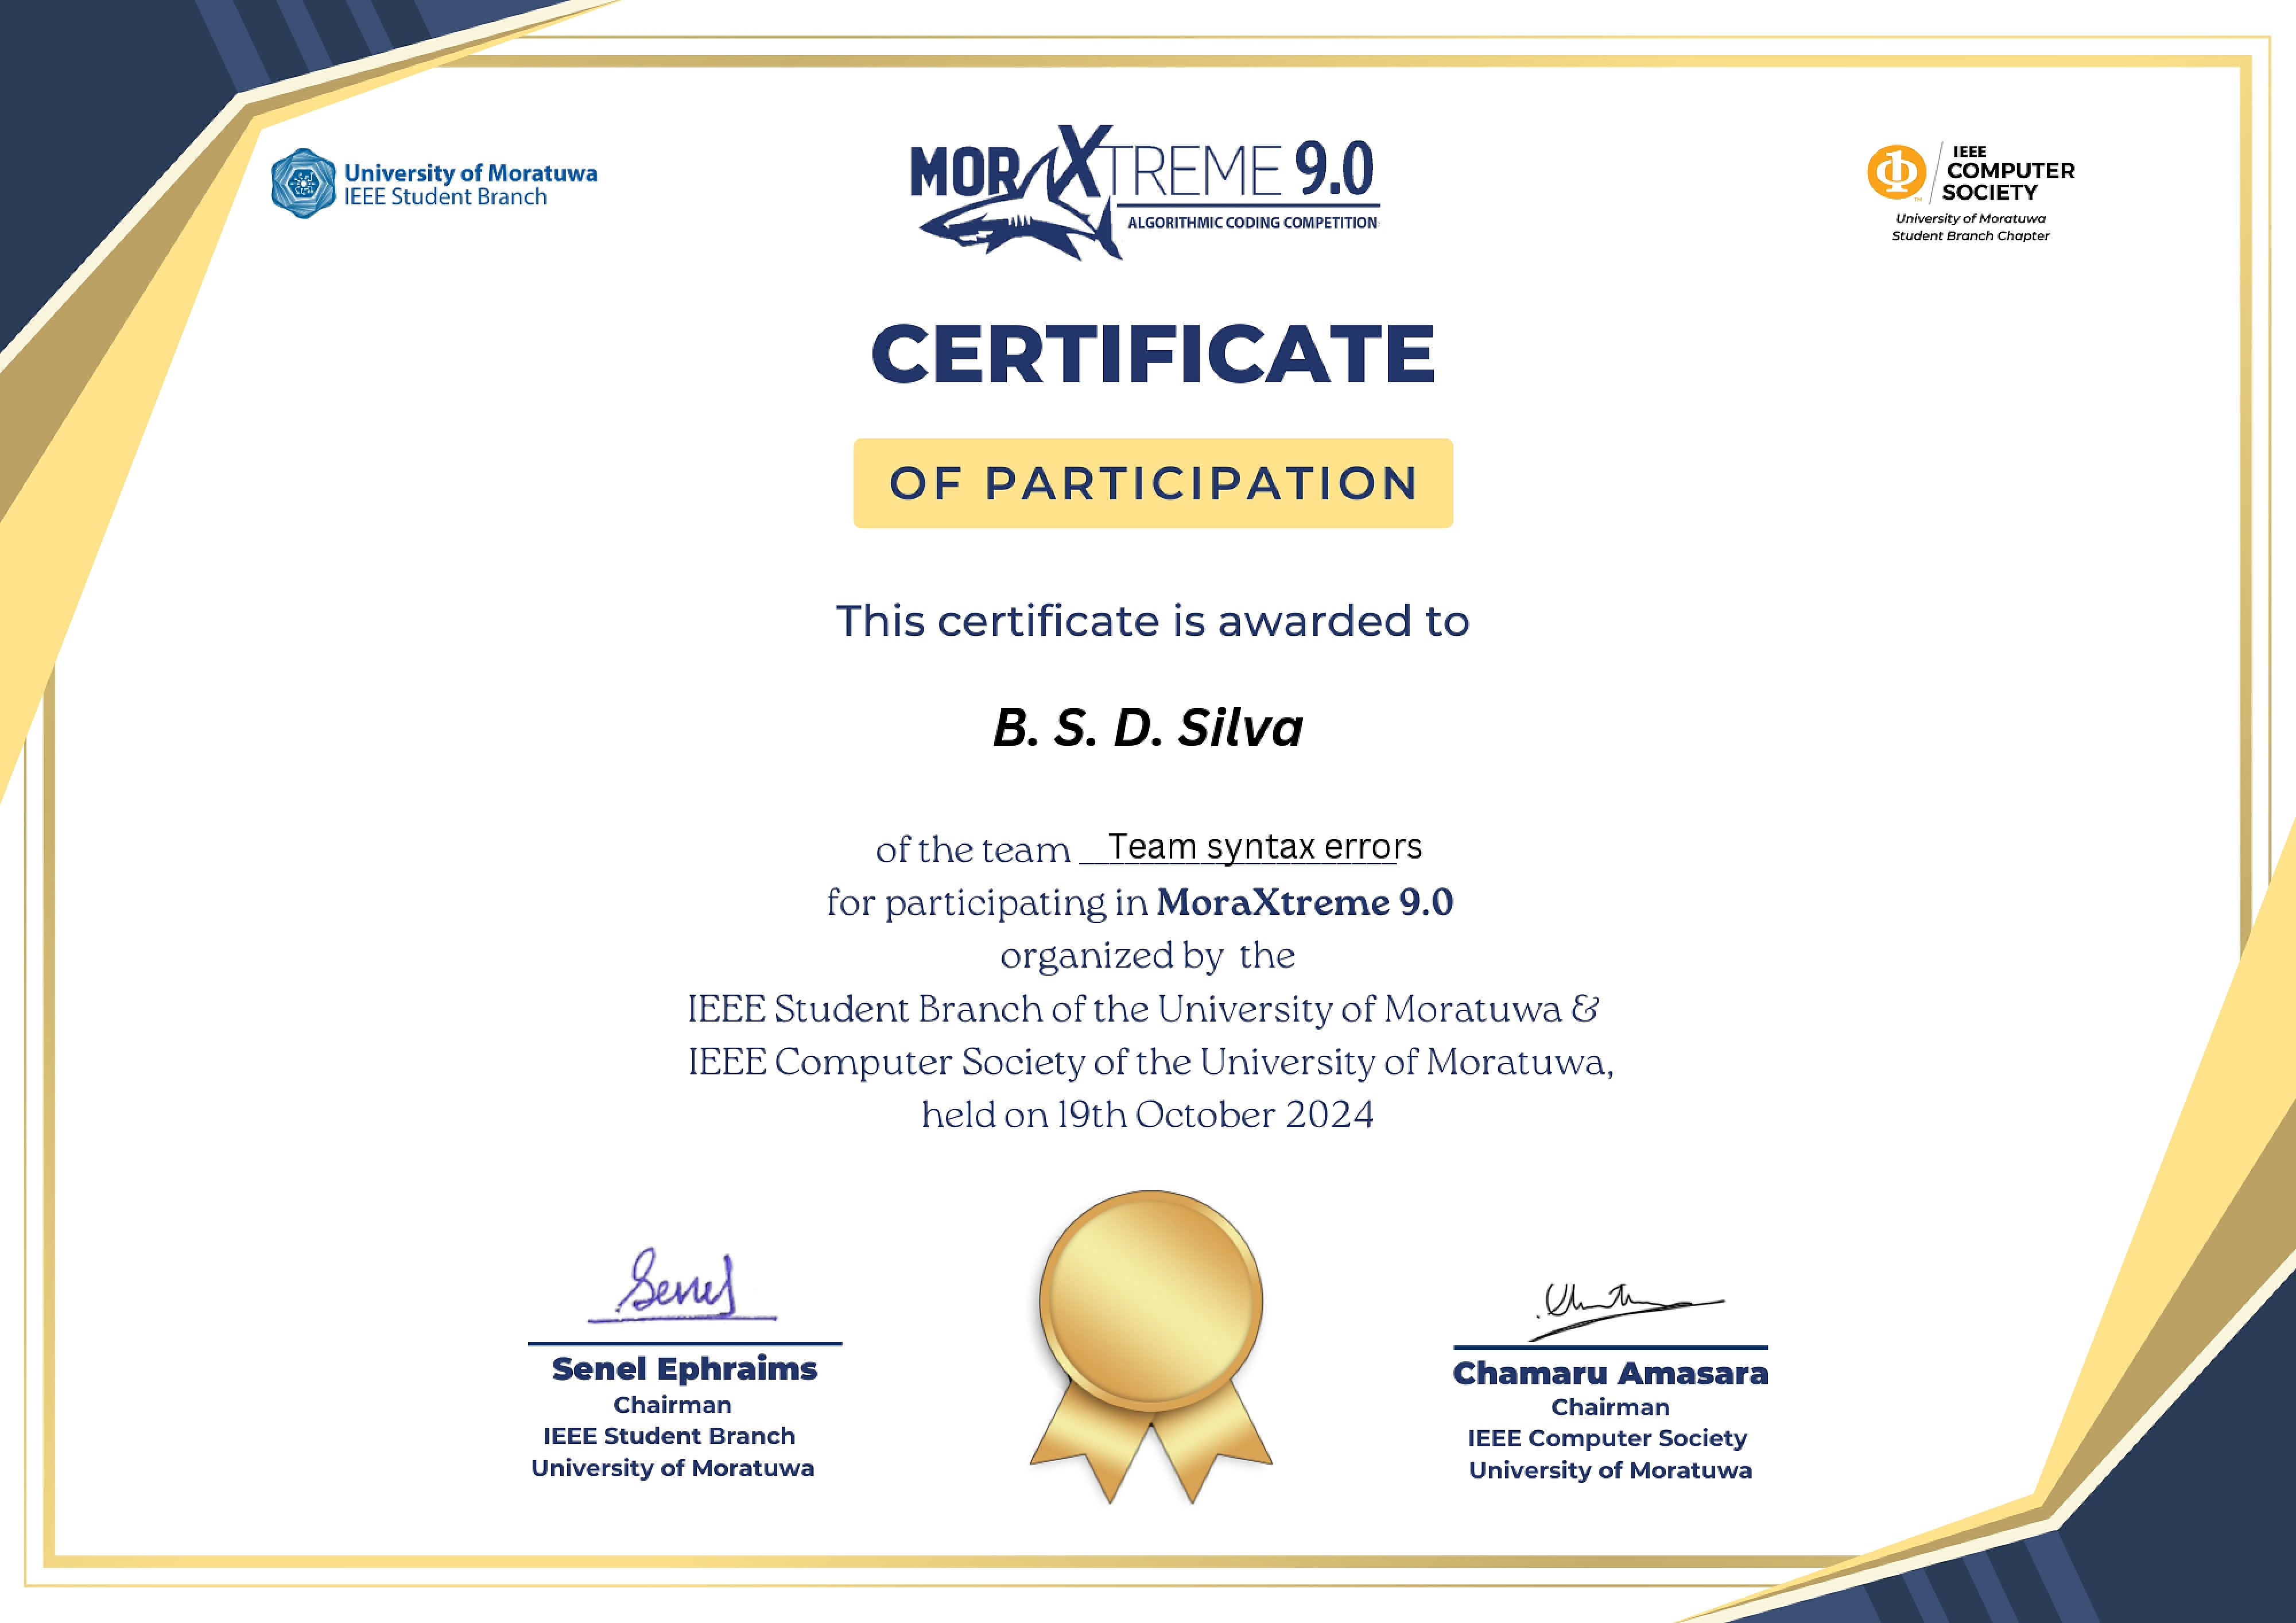 University of Moratuwa
IEEE Student Branch
MORAXTREME 9.0
ALGORITHMIC CODING COMPETITION
IEEE
COMPUTER
SOCIETY
University of Moratuwa
Student Branch Chapter
CERTIFICATE
OF PARTICIPATION
This certificate is awarded to
B. S. D. Silva
of the team Team syntax errors
for participating in MoraXtreme 9.0
organized by the
IEEE Student Branch of the University of Moratuwa &
IEEE Computer Society of the University of Moratuwa,
held on 19th October 2024
Senel
Senel Ephraims
Chairman
IEEE Student Branch
University of Moratuwa
Chamaru Amasara
Chairman
IEEE Computer Society
University of Moratuwa